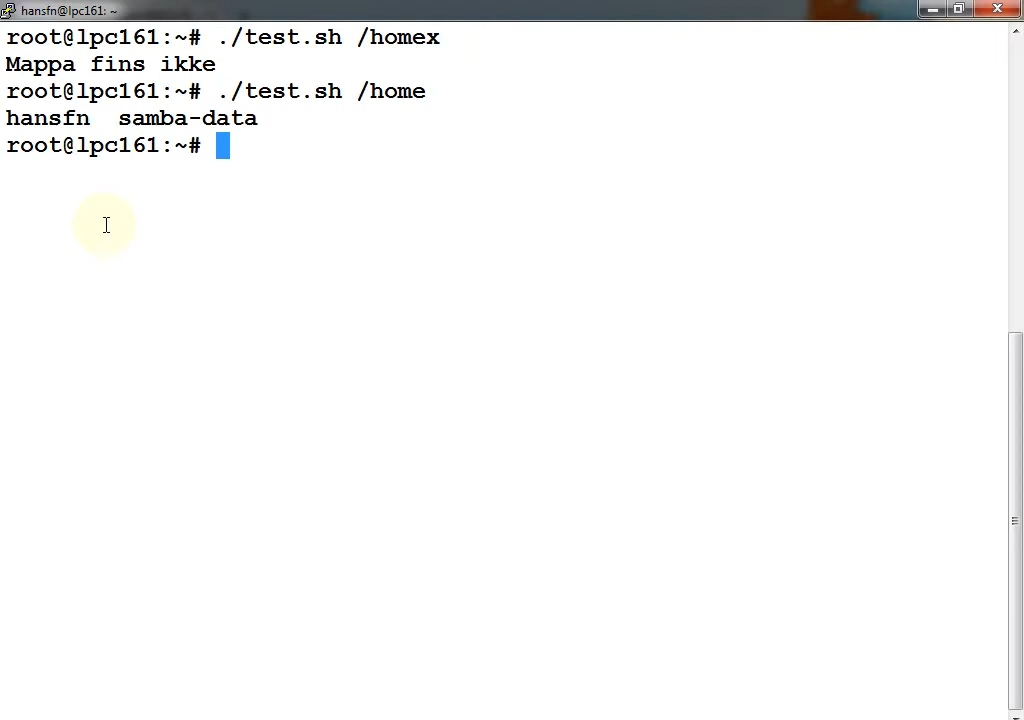 hansfn@lpc161: ~
root@lpc161:~# ./test.sh /homex
Mappa fins ikke
root@lpc161:~# ./test.sh /home
hansfn  samba-data
root@lpc161:~#